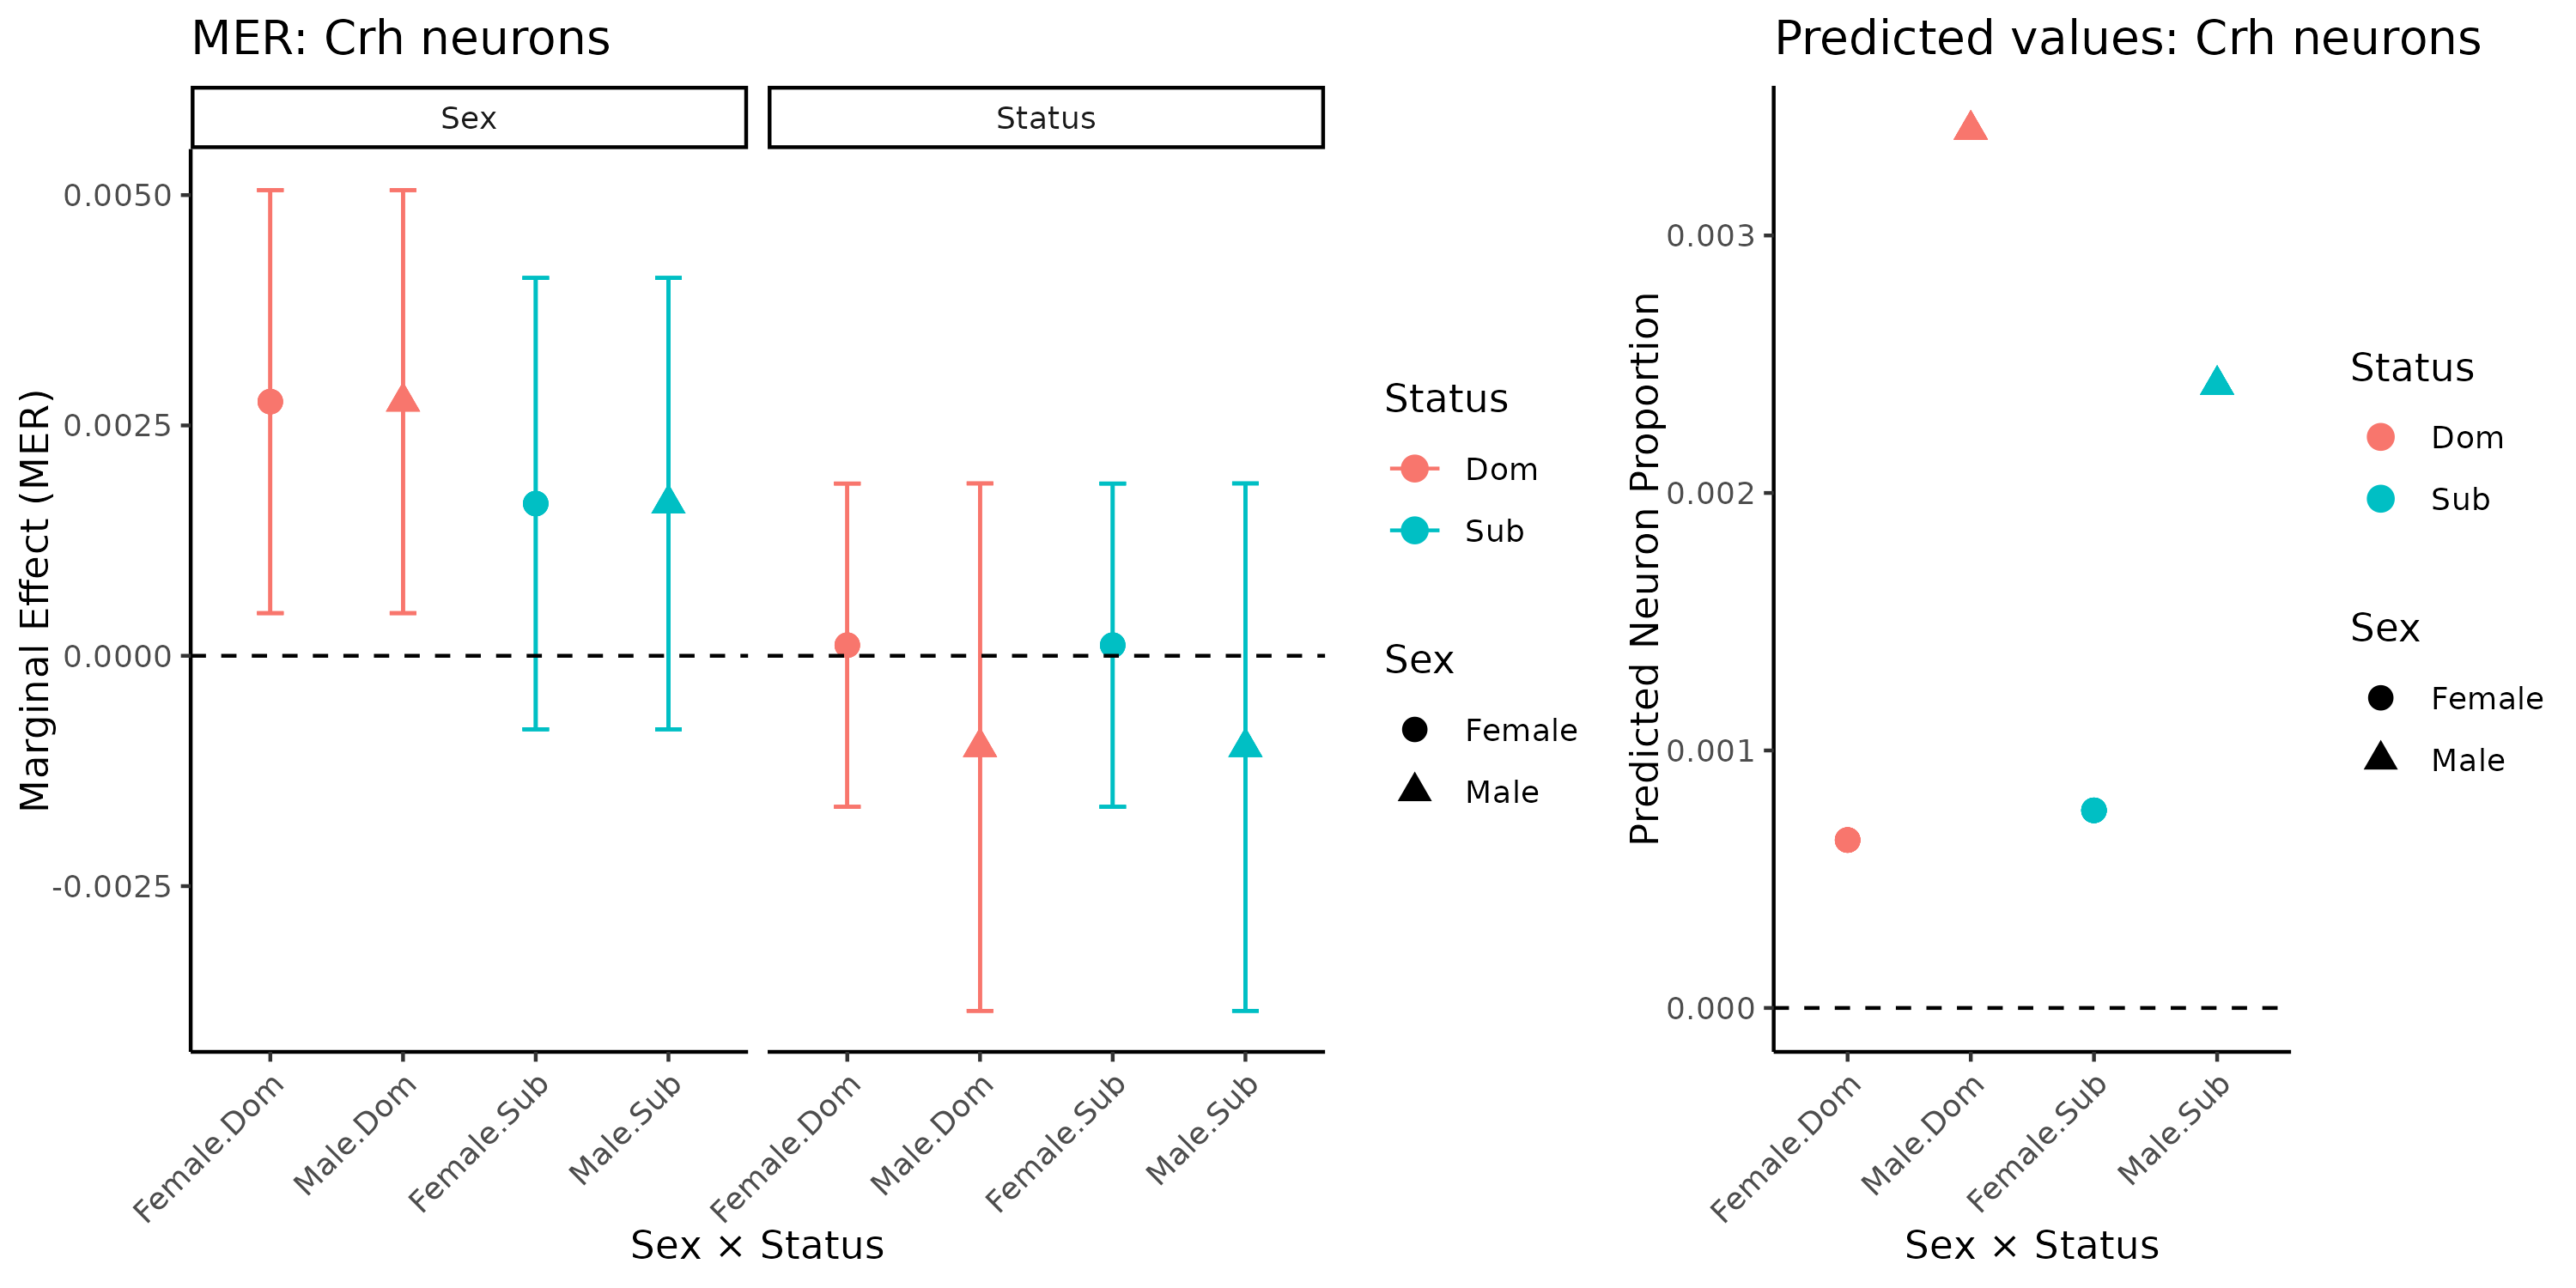 MER: Crh neurons
Sex
Status
Marginal Effect (MER)
0.0050
0.0025
0.0000
-0.0025
Female.Dom
Male.Dom
Female.Sub
Male.Sub
Female.Dom
Male.Dom
Female.Sub
Male.Sub
Sex × Status
Status
Dom
Sub
Sex
Female
Male
Predicted values: Crh neurons
Predicted Neuron Proportion
0.003
0.002
0.001
0.000
Female.Dom
Male.Dom
Female.Sub
Male.Sub
Sex × Status
Status
Dom
Sub
Sex
Female
Male